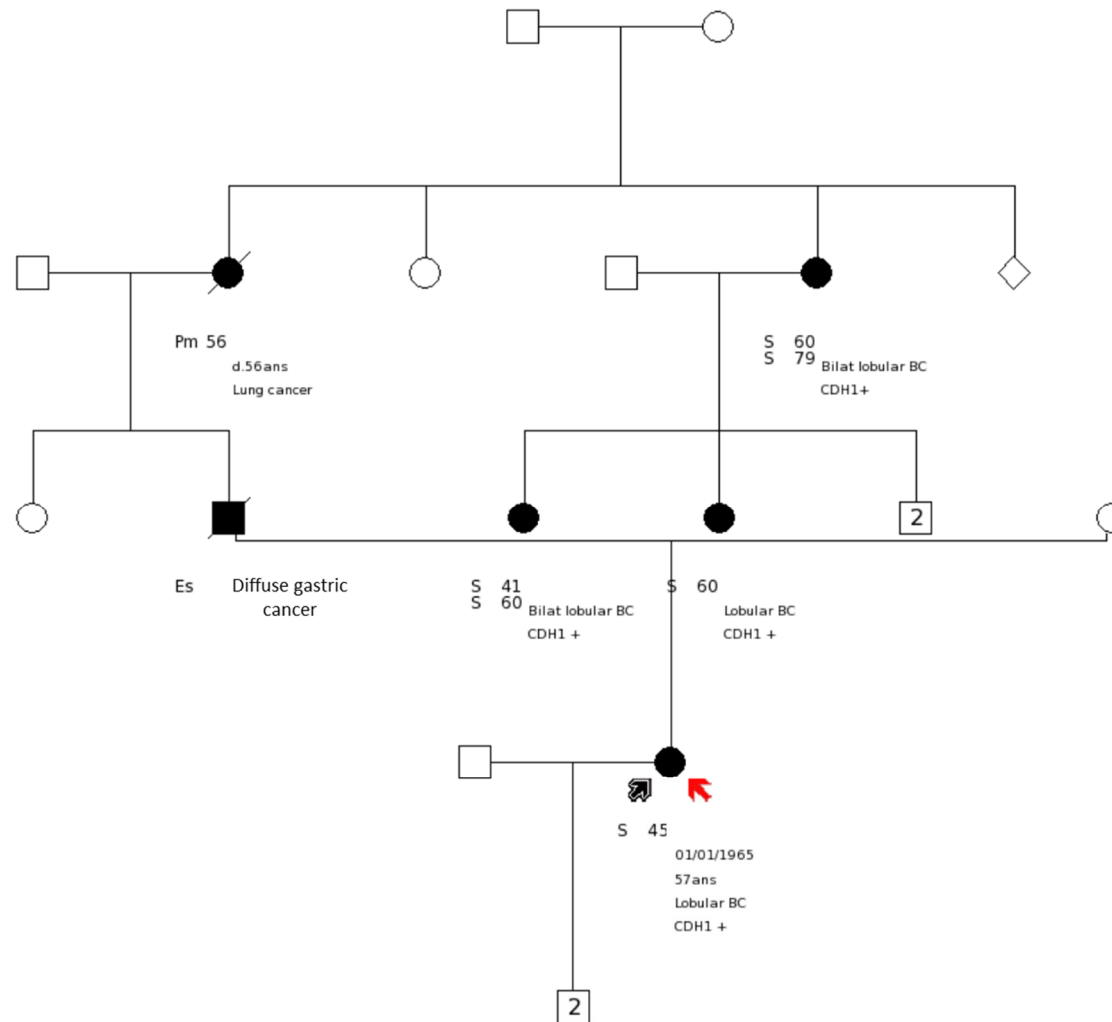 Pm 56
d.56ans
Lung cancer
S 60
S 79
Bilat lobular BC
CDH1+
2
Es
Diffuse gastric
cancer
S 41
S 60
Bilat lobular BC
CDH1 +
S 60
Lobular BC
CDH1 +
S 45
01/01/1965
57ans
Lobular BC
CDH1 +
2